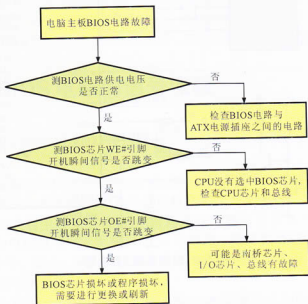 电脑主板BIOS电路故障
测BIOS电路供电电压
是否正常
否
检查BIOS电路与
ATX电源插座之间的电路
是
测BIOS芯片WE#引脚
开机瞬间信号是否跳变
否
CPU没有选中BIOS芯片,
检查CPU芯片和总线
是
测BIOS芯片OE#引脚
开机瞬间信号是否跳变
否
可能是南桥芯片、
I/O芯片、总线有故障
是
BIOS芯片损坏或程序损坏,
需要进行更换或刷新